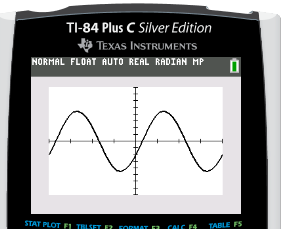 TI-84 Plus C Silver Edition
TEXAS INSTRUMENTS
NORMAL FLOAT AUTO REAL RADIAN MP
STAT PLOT F1 TBLSET F2 FORMAT F3 CALC F4 TABLE F5